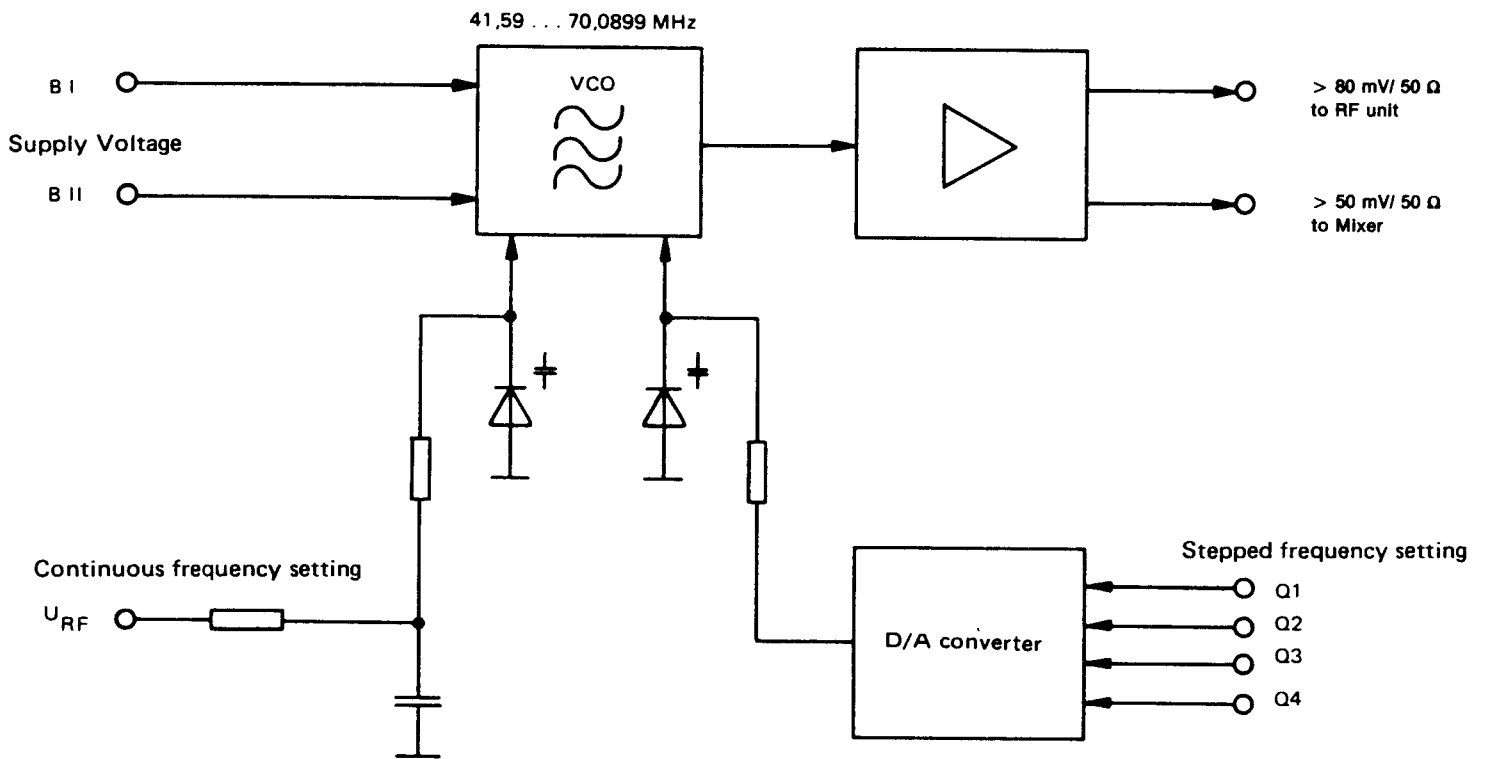 41,59 . . . 70,0899 MHz
B I
VCO
> 80 mV/ 50 Ω
to RF unit
Supply Voltage
B II
> 50 mV/ 50 Ω
to Mixer
Continuous frequency setting
URF
Stepped frequency setting
Q1
Q2
D/A converter
Q3
Q4